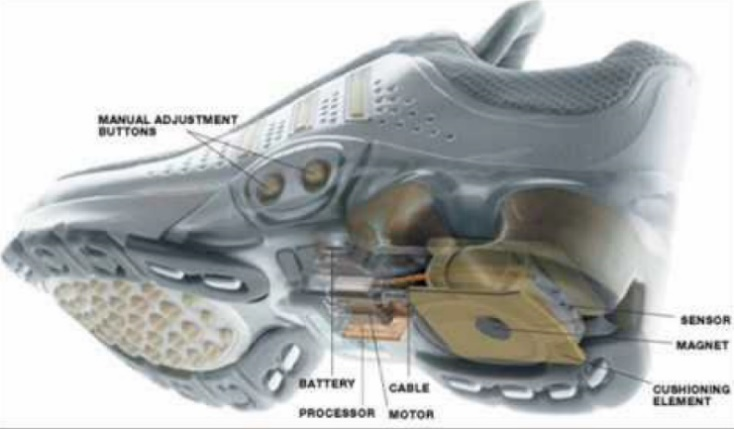 MANUAL ADJUSTMENT
BUTTONS
SENSOR
MAGNET
BATTERY
CABLE
CUSHIONING
ELEMENT
PROCESSOR
MOTOR